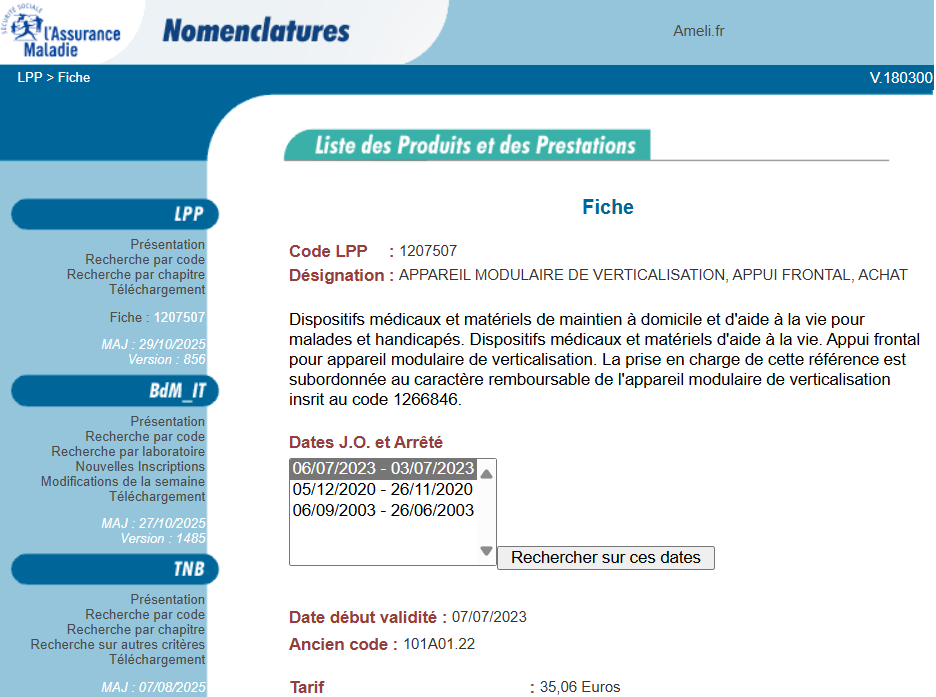 SÉCURITÉ SOCIALE
l'Assurance
Maladie
Nomenclatures
Ameli.fr
LPP > Fiche
V.180300
Liste des Produits et des Prestations
LPP
Présentation
Recherche par code
Recherche par chapitre
Téléchargement
Fiche : 1207507
MAJ : 29/10/2025
Version : 856
BdM_IT
Présentation
Recherche par code
Recherche par laboratoire
Nouvelles Inscriptions
Modifications de la semaine
Téléchargement
MAJ : 27/10/2025
Version : 1485
TNB
Présentation
Recherche par code
Recherche par chapitre
Recherche sur autres critères
Téléchargement
MAJ : 07/08/2025
Fiche
Code LPP : 1207507
Désignation : APPAREIL MODULAIRE DE VERTICALISATION, APPUI FRONTAL, ACHAT
Dispositifs médicaux et matériels de maintien à domicile et d'aide à la vie pour
malades et handicapés. Dispositifs médicaux et matériels d'aide à la vie. Appui frontal
pour appareil modulaire de verticalisation. La prise en charge de cette référence est
subordonnée au caractère remboursable de l'appareil modulaire de verticalisation
insrit au code 1266846.
Dates J.O. et Arrêté
06/07/2023 - 03/07/2023
05/12/2020 - 26/11/2020
06/09/2003 - 26/06/2003
Rechercher sur ces dates
Date début validité : 07/07/2023
Ancien code : 101A01.22
Tarif : 35,06 Euros